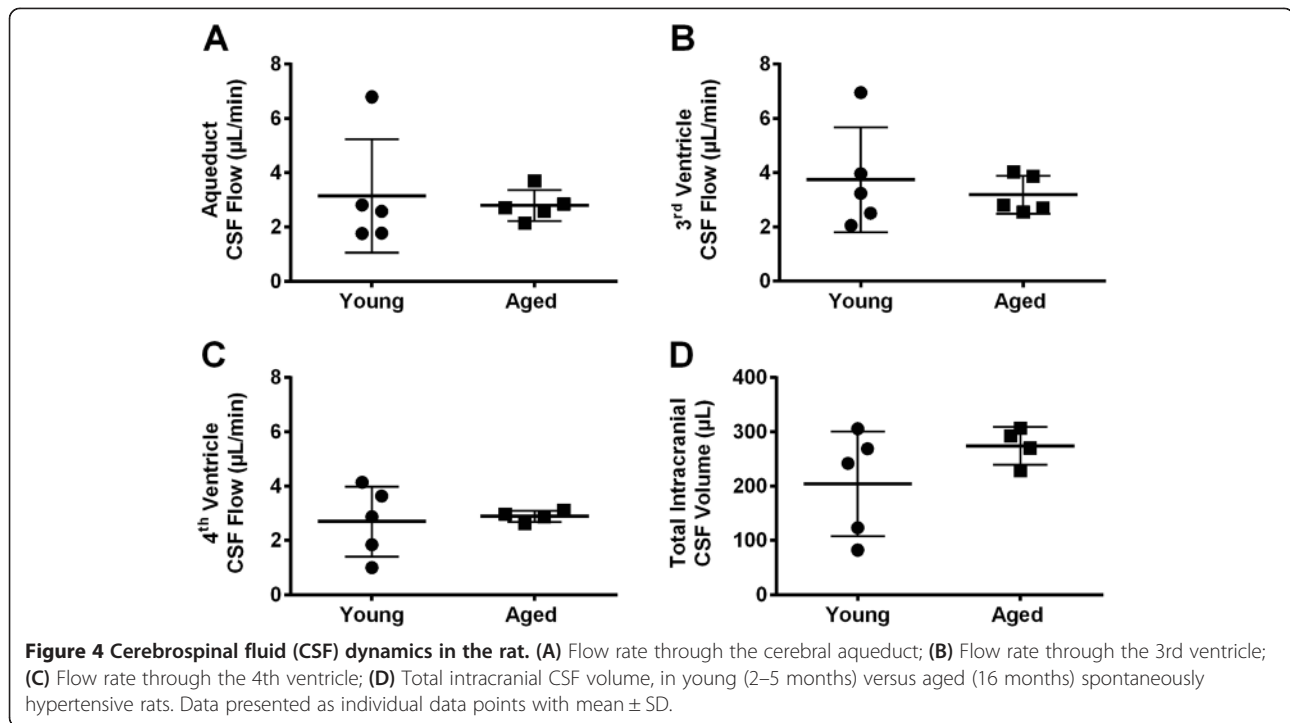 A
B
8
6
4
2
0
Aqueduct
CSF Flow (µL/min)
Young
Aged
8
6
4
2
0
3rd Ventricle
CSF Flow (µL/min)
Young
Aged
C
D
8
6
4
2
0
4th Ventricle
CSF Flow (µL/min)
Young
Aged
400
300
200
100
0
Total Intracranial
CSF Volume (µL)
Young
Aged
Figure 4 Cerebrospinal fluid (CSF) dynamics in the rat. (A) Flow rate through the cerebral aqueduct; (B) Flow rate through the 3rd ventricle;
(C) Flow rate through the 4th ventricle; (D) Total intracranial CSF volume, in young (2–5 months) versus aged (16 months) spontaneously
hypertensive rats. Data presented as individual data points with mean ± SD.